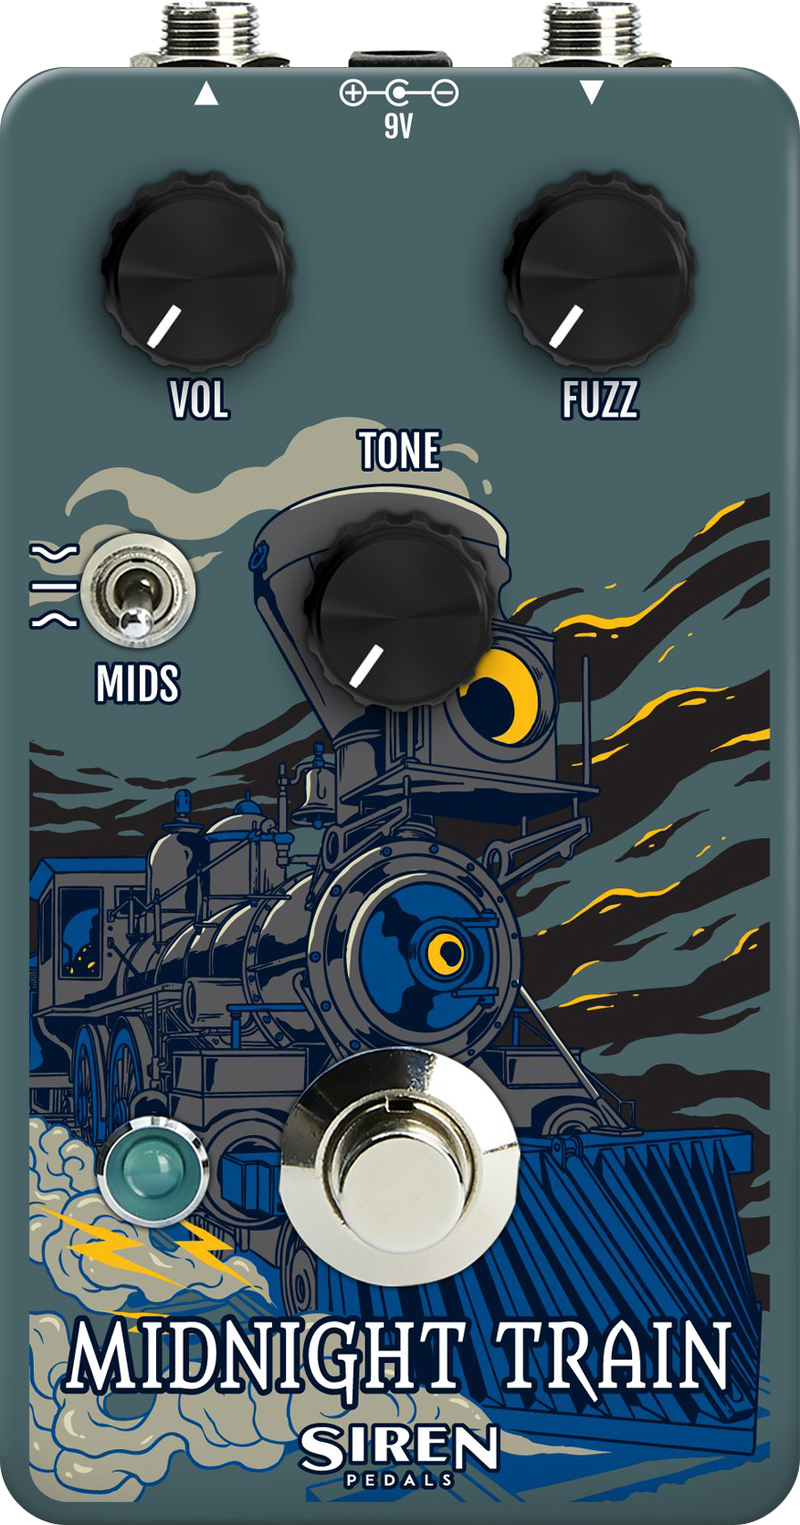 9V
VOL
FUZZ
TONE
MIDS
MIDNIGHT TRAIN
SIREN
PEDALS